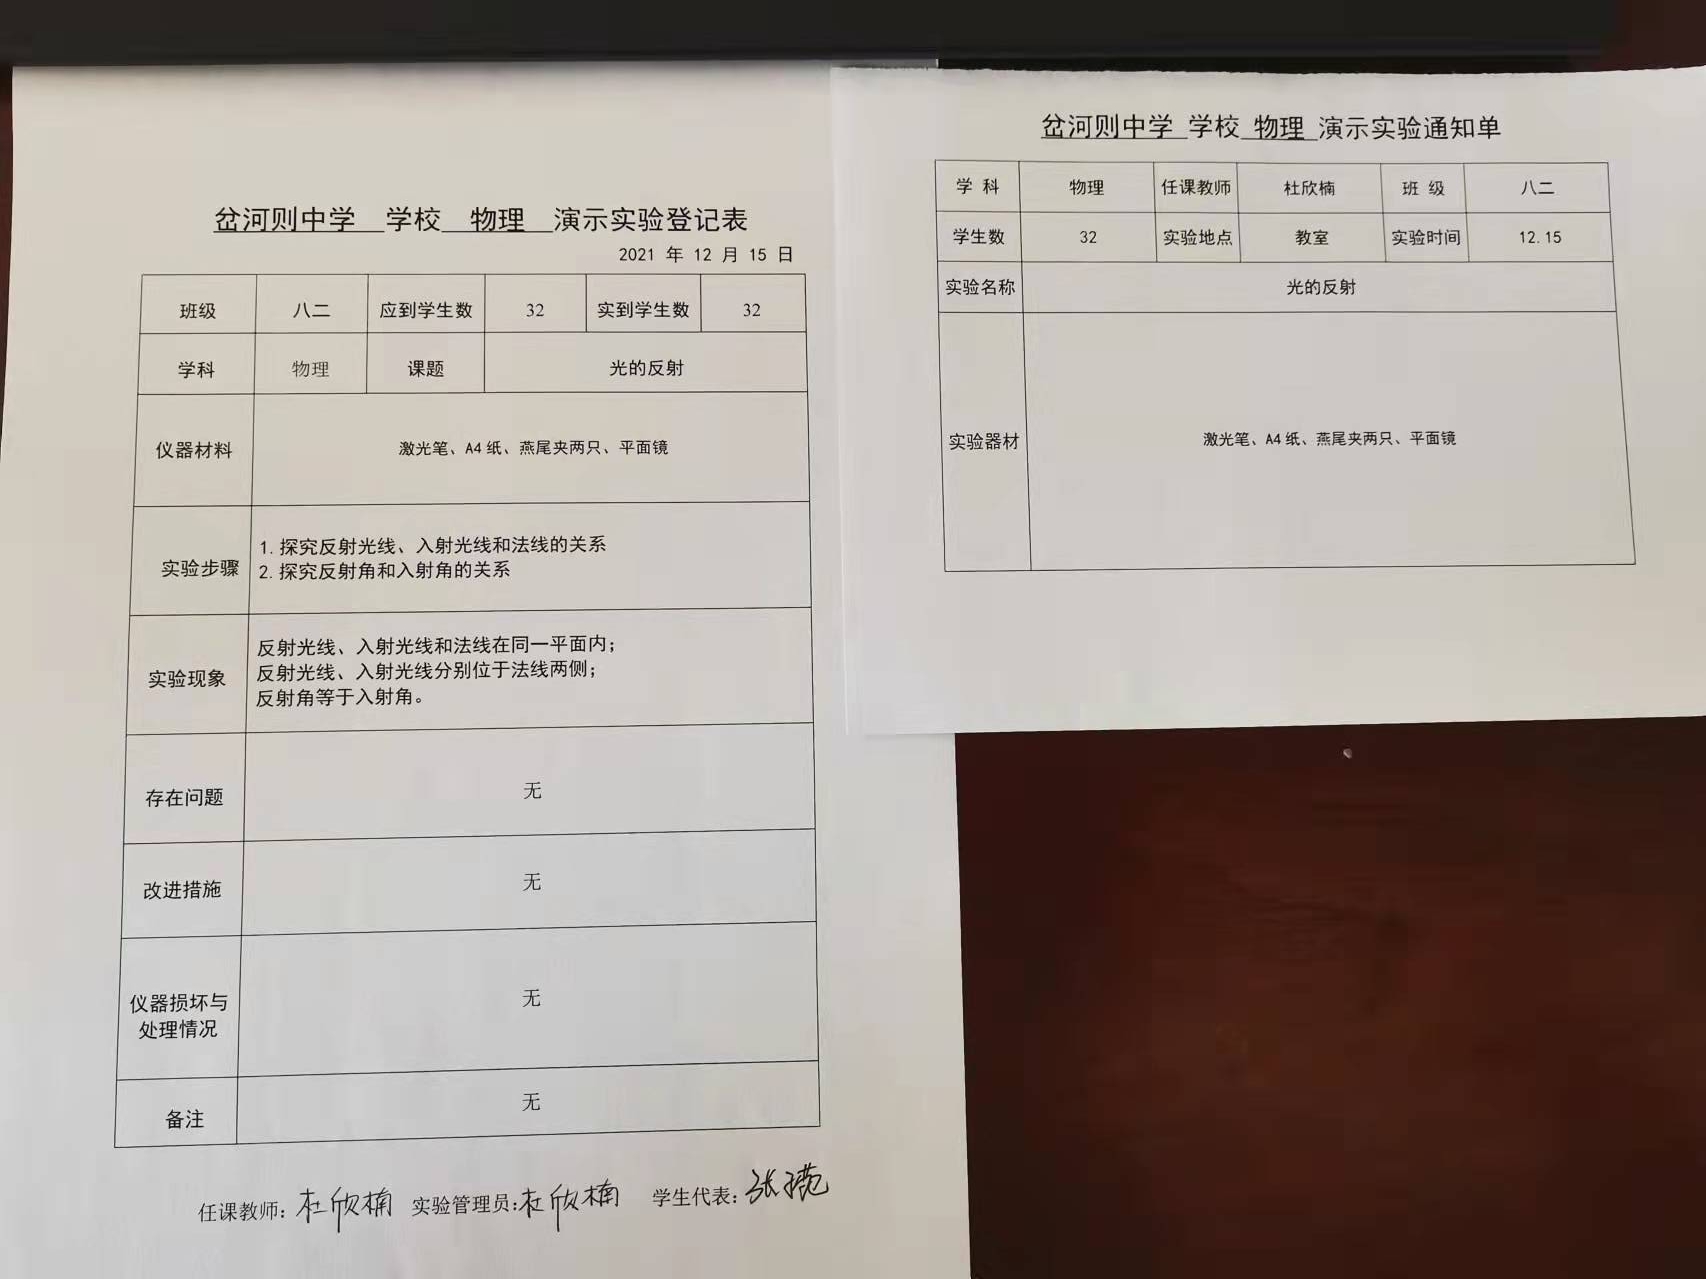 岔河则中学 学校 物理 演示实验登记表
2021 年 12 月 15 日
班级 八二 应到学生数 32 实到学生数 32
学科 物理 课题 光的反射
仪器材料 激光笔、A4 纸、燕尾夹两只、平面镜
实验步骤
1.探究反射光线、入射光线和法线的关系
2.探究反射角和入射角的关系
实验现象
反射光线、入射光线和法线在同一平面内；
反射光线、入射光线分别位于法线两侧；
反射角等于入射角。
存在问题 无
改进措施 无
仪器损坏与
处理情况
无
备注 无
任课教师：杜欣楠 实验管理员:杜欣楠 学生代表：张
岔河则中学 学校 物理 演示实验通知单
学 科 物理 任课教师 杜欣楠 班 级 八二
学生数 32 实验地点 教室 实验时间 12.15
实验名称 光的反射
实验器材 激光笔、A4 纸、燕尾夹两只、平面镜